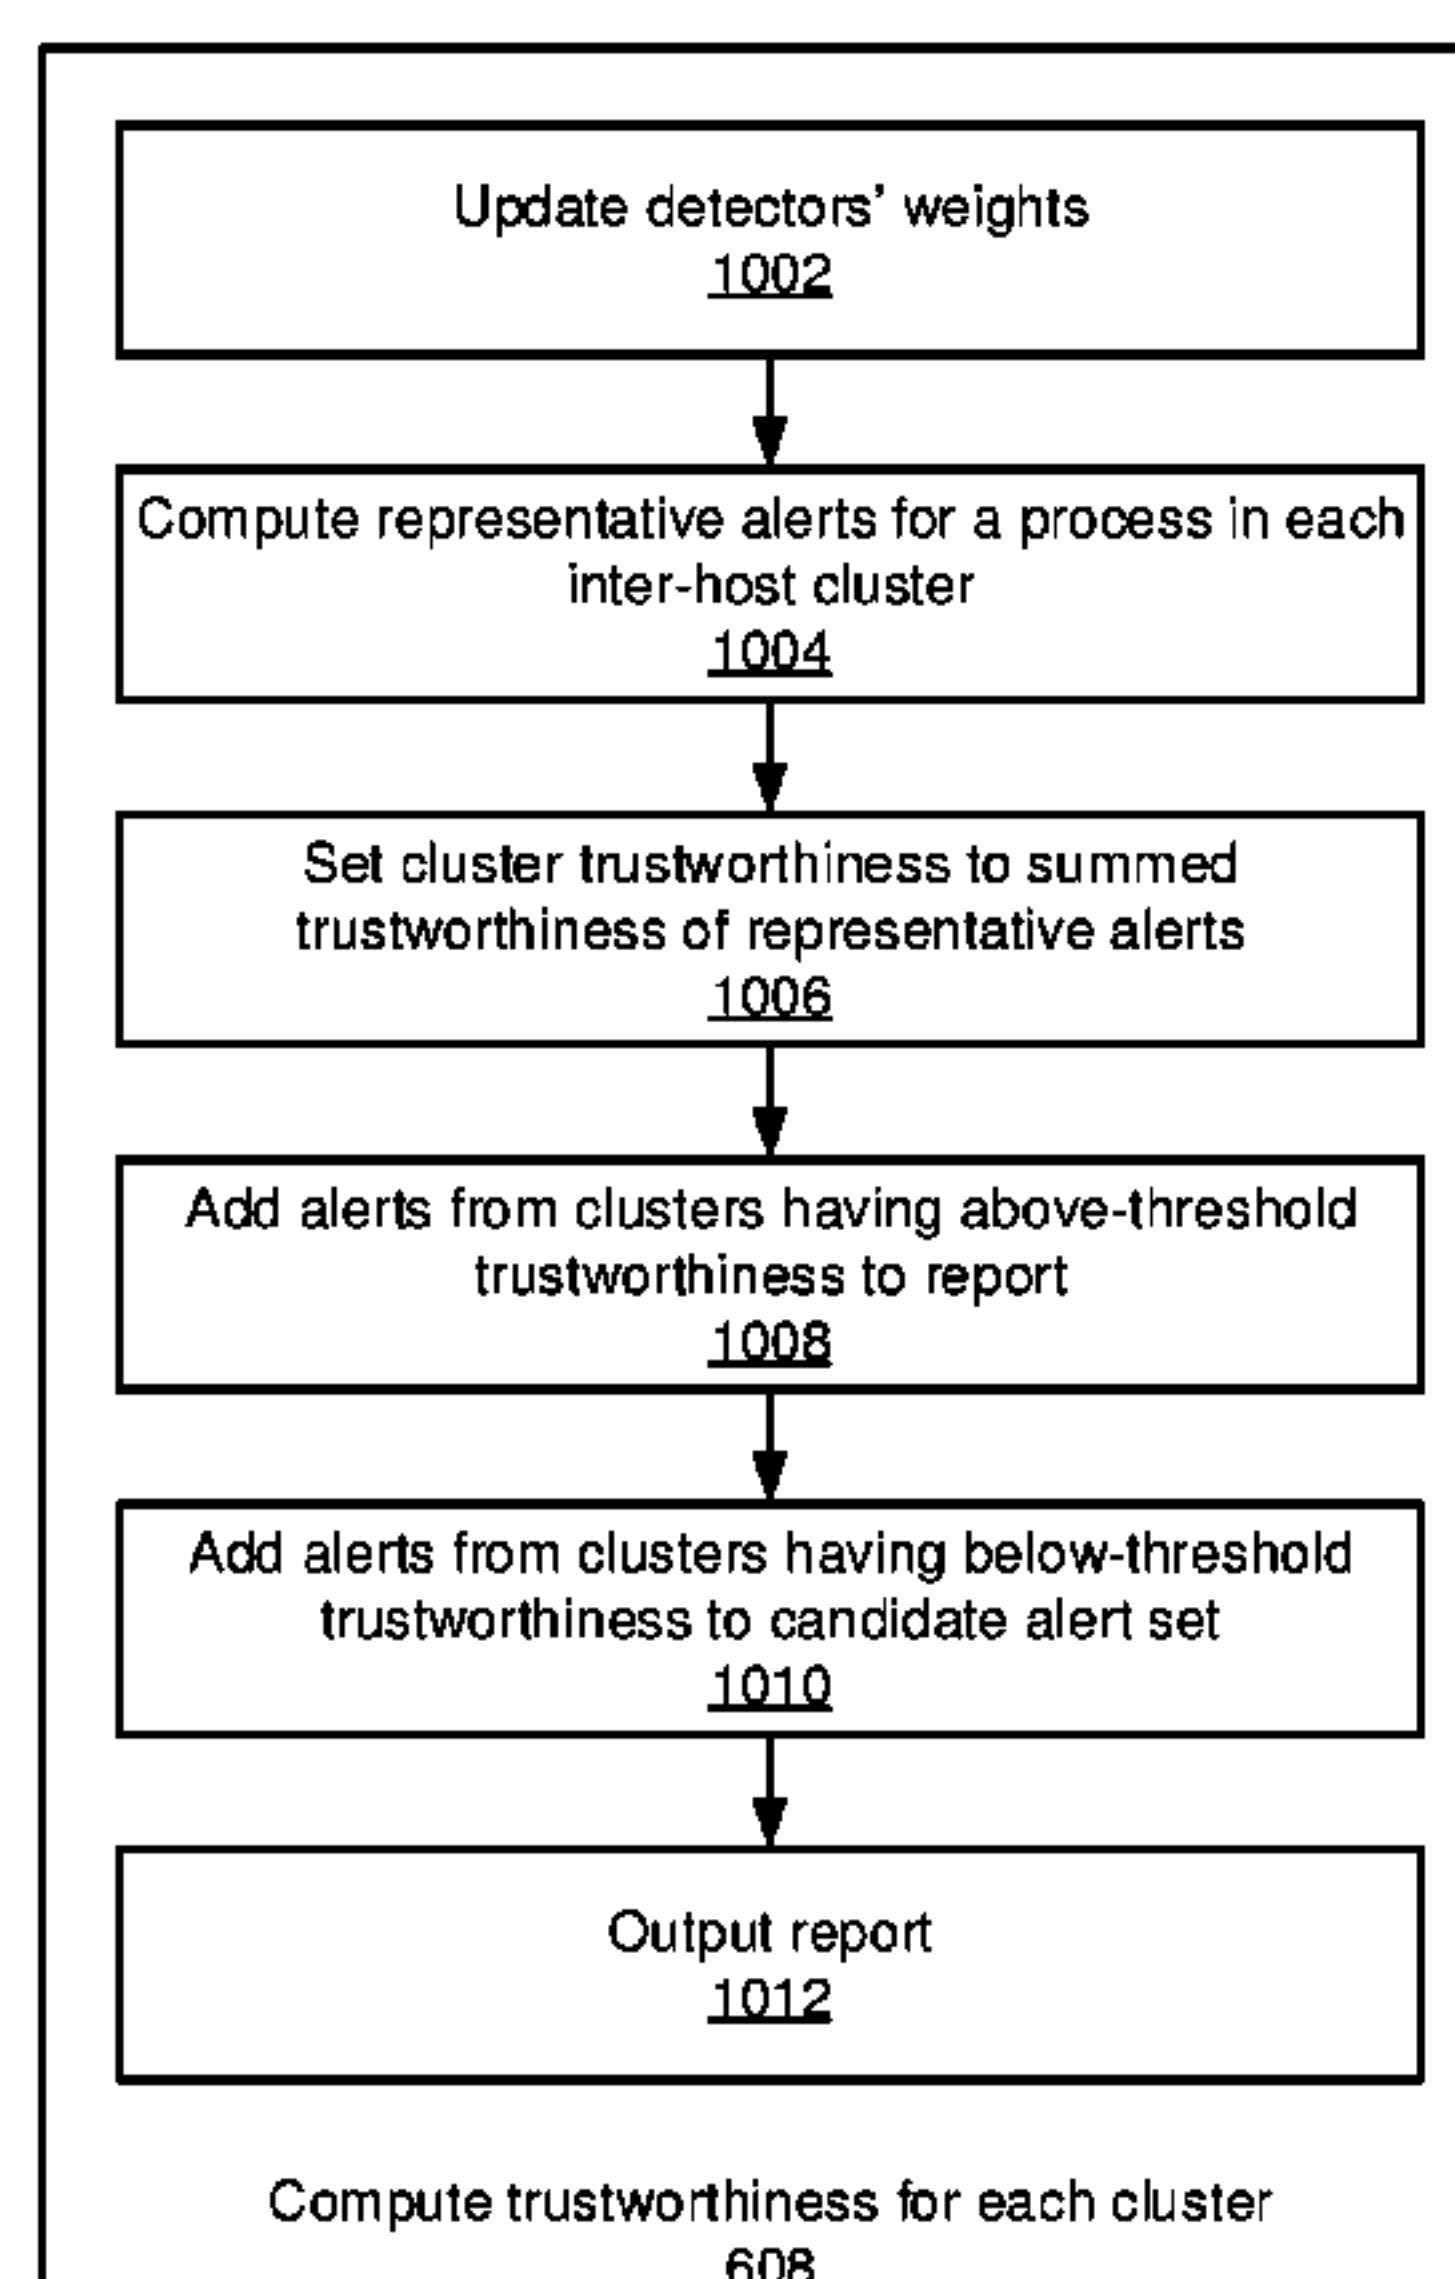 Update detectors' weights
1002
Compute representative alerts for a process in each
inter-host cluster
1004
Set cluster trustworthiness to summed
trustworthiness of representative alerts
1006
Add alerts from clusters having above-threshold
trustworthiness to report
1008
Add alerts from clusters having below-threshold
trustworthiness to candidate alert set
1010
Output report
1012
Compute trustworthiness for each cluster
608